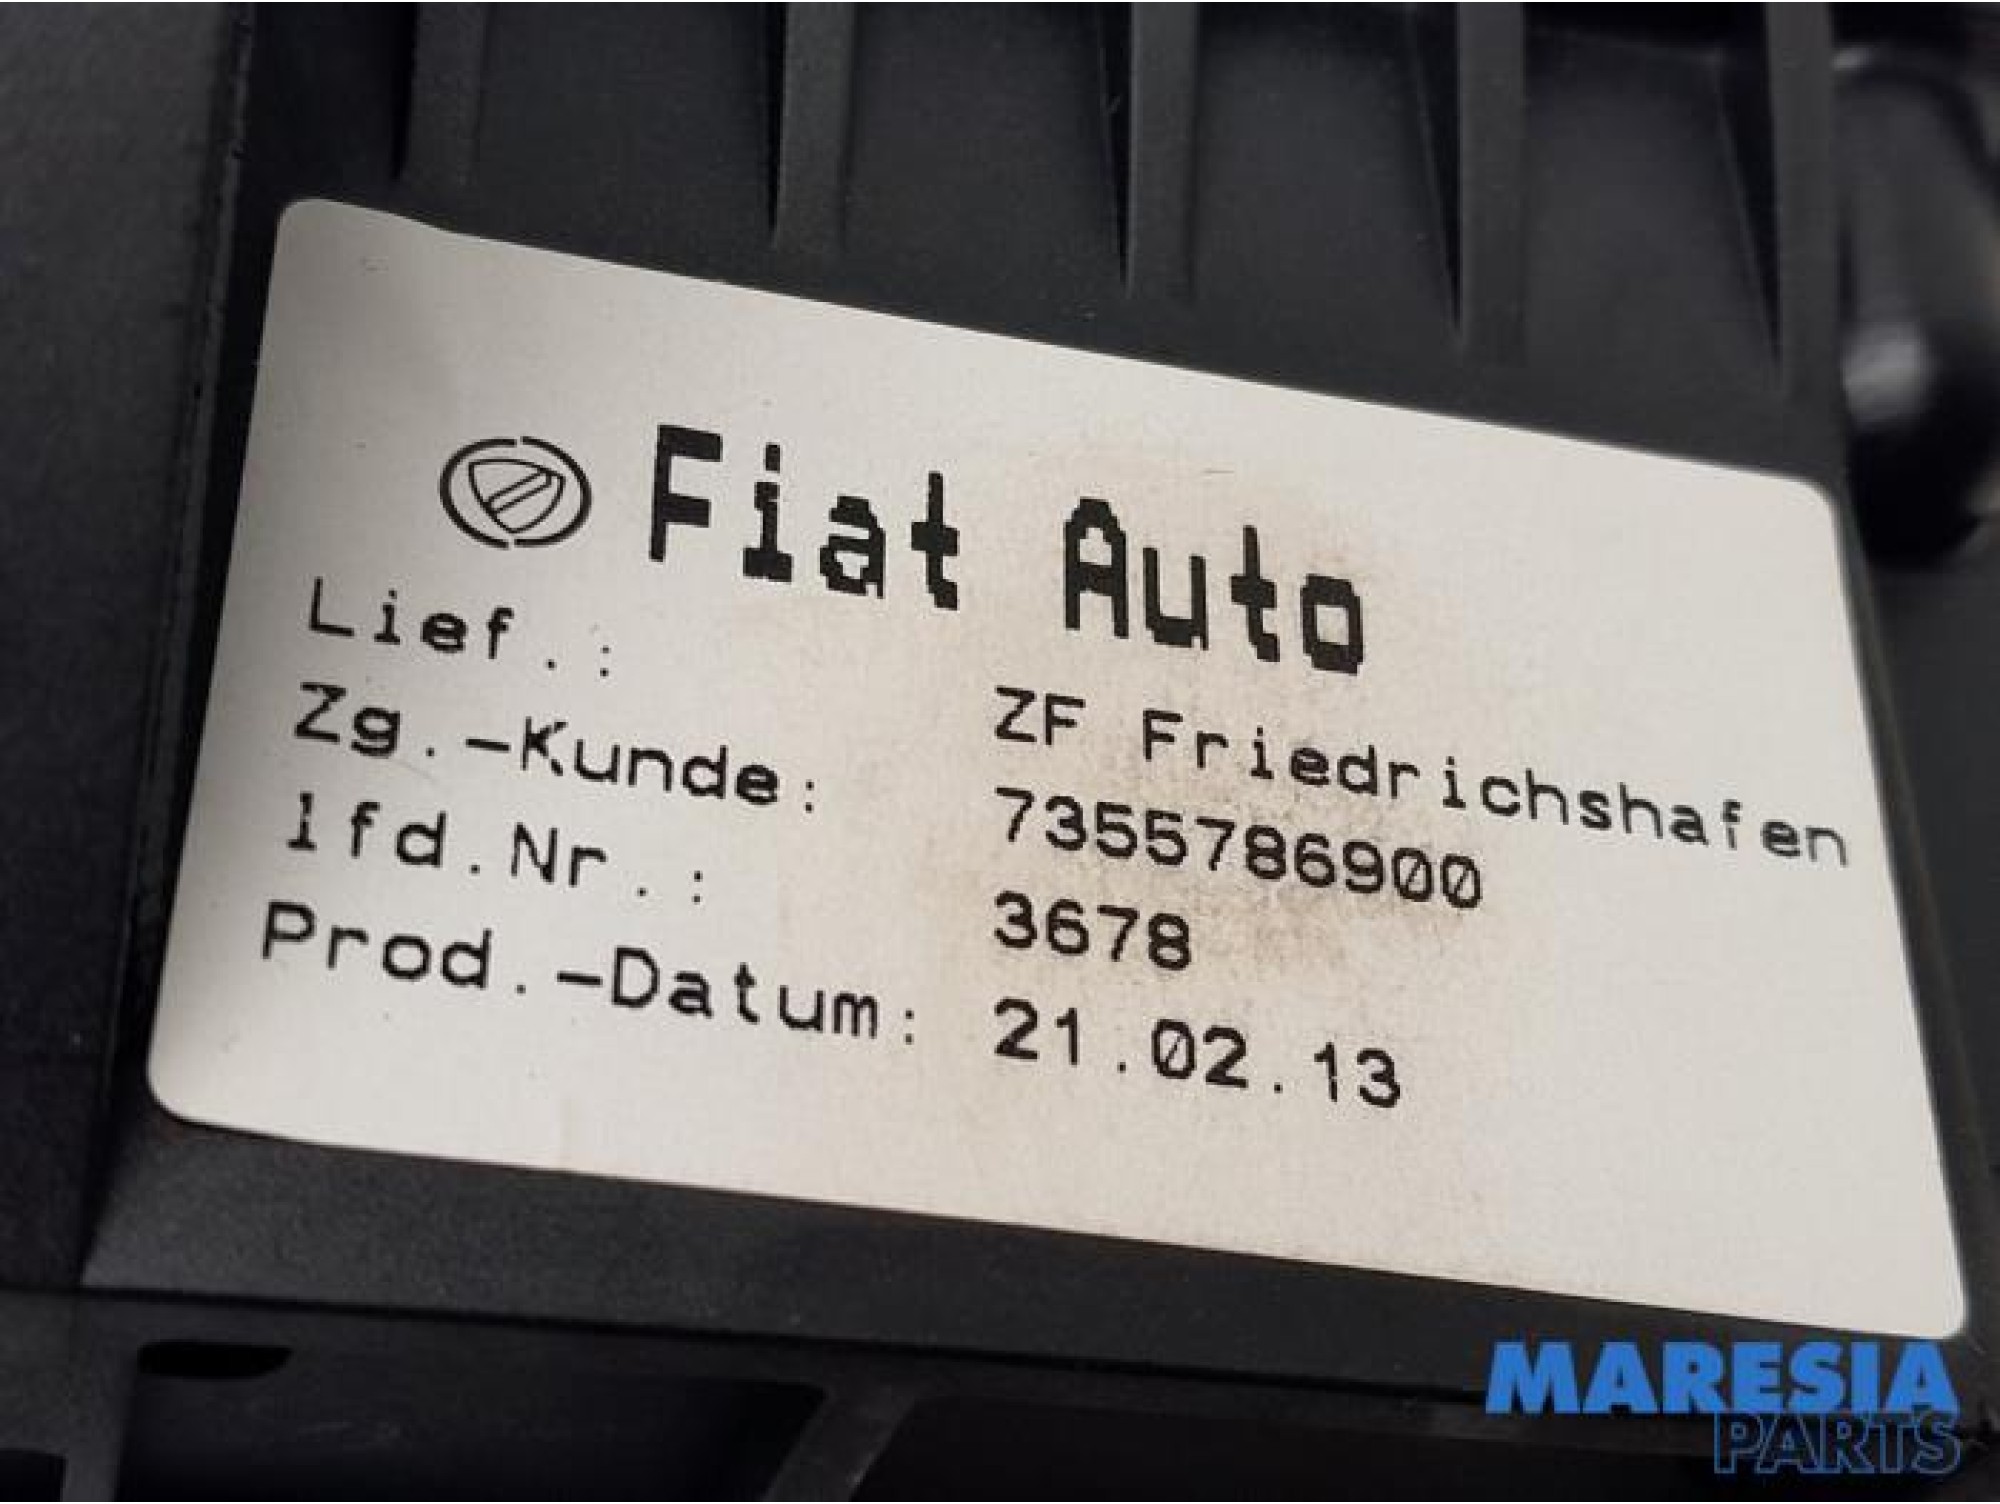 Fiat Auto
Lief.: ZF Friedrichshafen
Zg.-Kunde: 7355786900
lfd.Nr.: 3678
Prod.-Datum: 21.02.13
MARESIA
PARTS